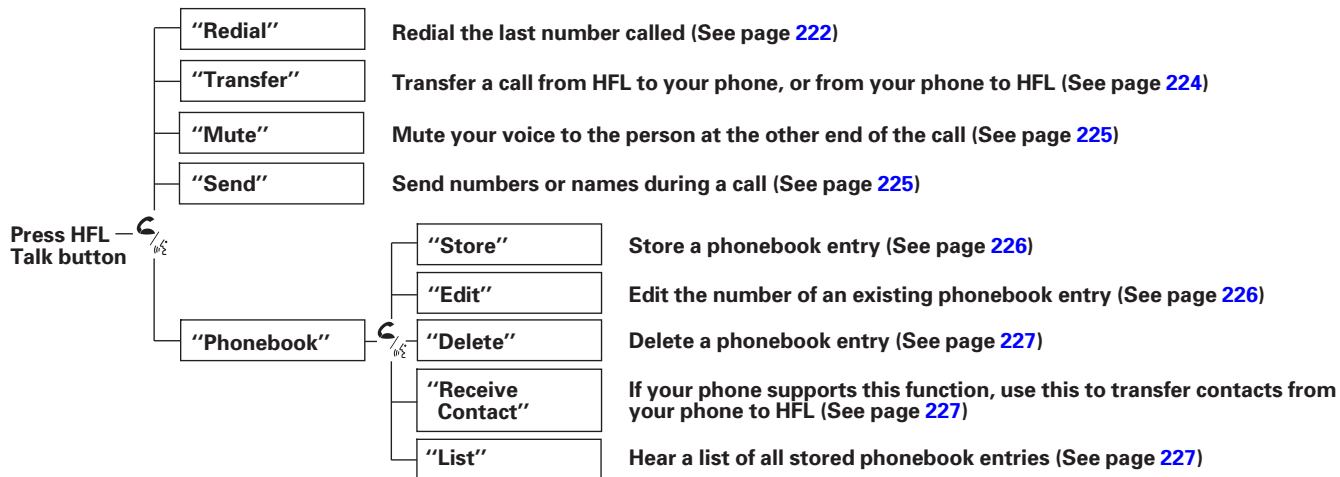 "Redial" Redial the last number called (See page 222)
"Transfer" Transfer a call from HFL to your phone, or from your phone to HFL (See page 224)
"Mute" Mute your voice to the person at the other end of the call (See page 225)
"Send" Send numbers or names during a call (See page 225)
Press HFL
Talk button
"Phonebook"
"Store" Store a phonebook entry (See page 226)
"Edit" Edit the number of an existing phonebook entry (See page 226)
"Delete" Delete a phonebook entry (See page 227)
"Receive
Contact"
If your phone supports this function, use this to transfer contacts from
your phone to HFL (See page 227)
"List" Hear a list of all stored phonebook entries (See page 227)